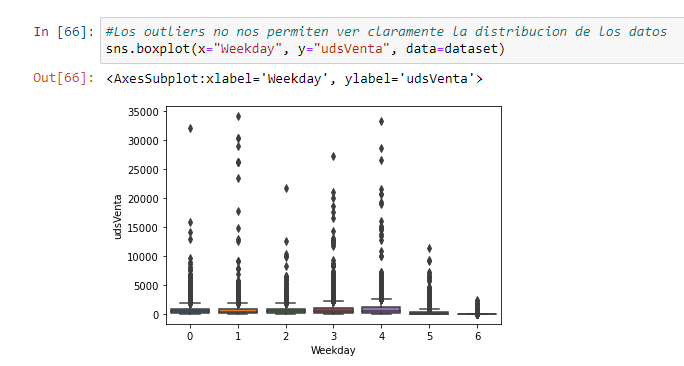 In [66]: #Los outliers no nos permiten ver claramente la distribucion de los datos
sns.boxplot(x="Weekday", y="udsVenta", data=dataset)
Out[66]: <AxesSubplot:xlabel='Weekday', ylabel='udsVenta'>
35000
30000
25000
20000
15000
10000
5000
0
udsVenta
0 1 2 3 4 5 6
Weekday